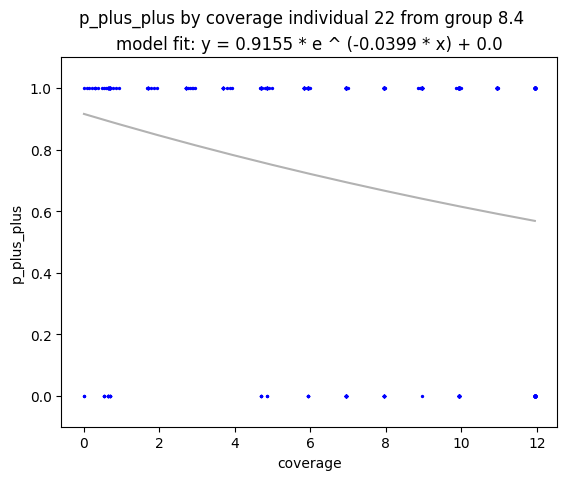 p_plus_plus by coverage individual 22 from group 8.4
model fit: y = 0.9155 * e ^ (-0.0399 * x) + 0.0
1.0
0.8
0.6
0.4
0.2
0.0
p_plus_plus
0 2 4 6 8 10 12
coverage